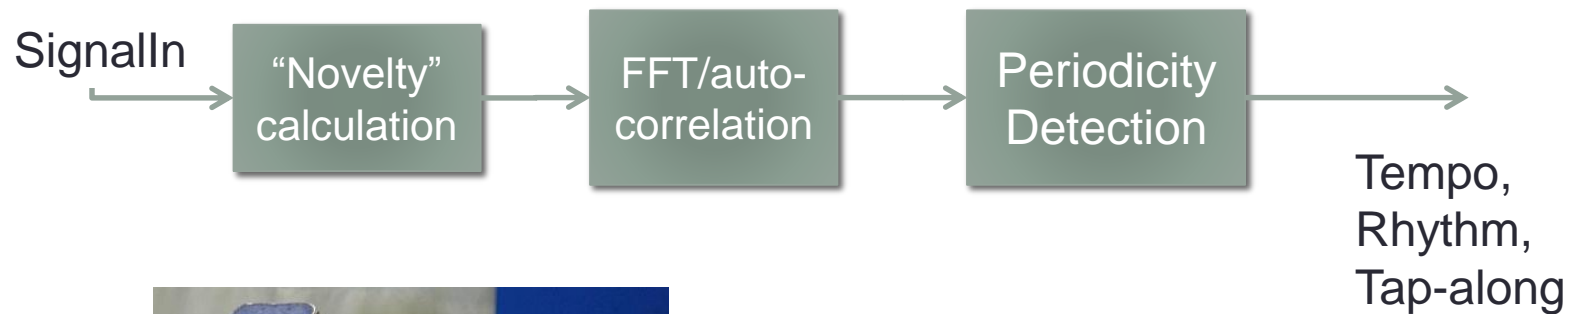 SignalIn
“Novelty”
calculation
FFT/auto-
correlation
Periodicity
Detection
Tempo,
Rhythm,
Tap-along